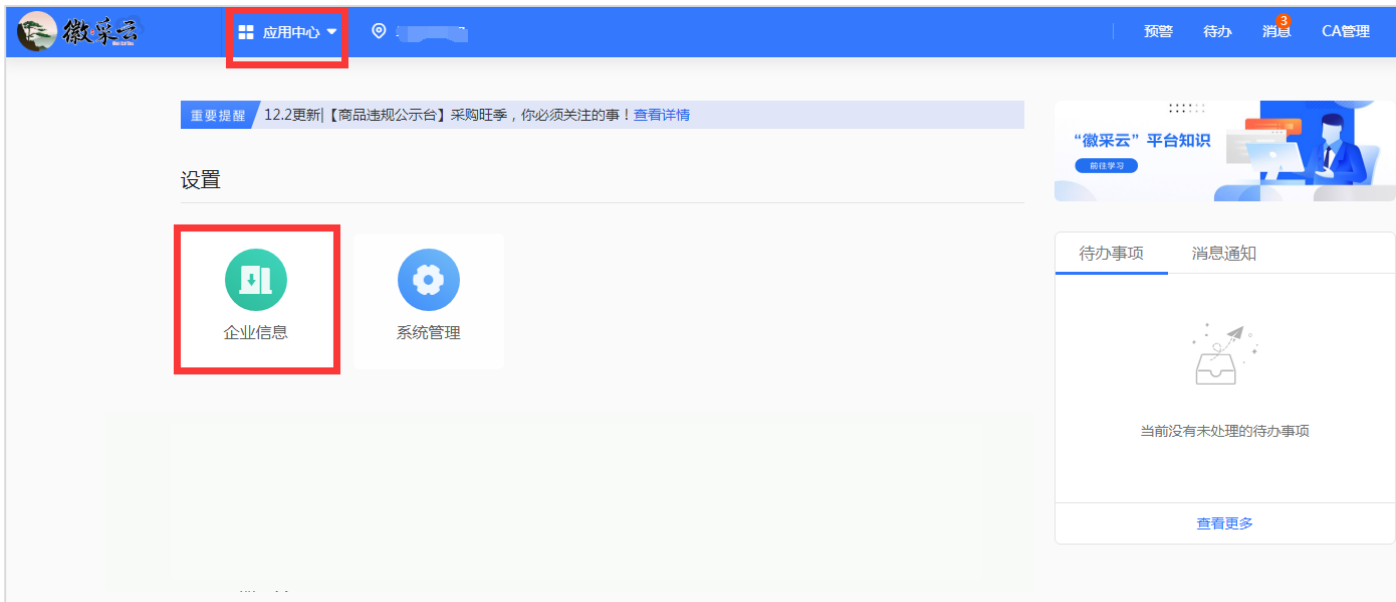 徽采云
应用中心
预警
待办
消息
3
CA管理
重要提醒
12.2更新|【商品违规公示台】采购旺季，你必须关注的事！查看详情
“徽采云”平台知识
前往学习
设置
企业信息
系统管理
待办事项
消息通知
当前没有未处理的待办事项
查看更多